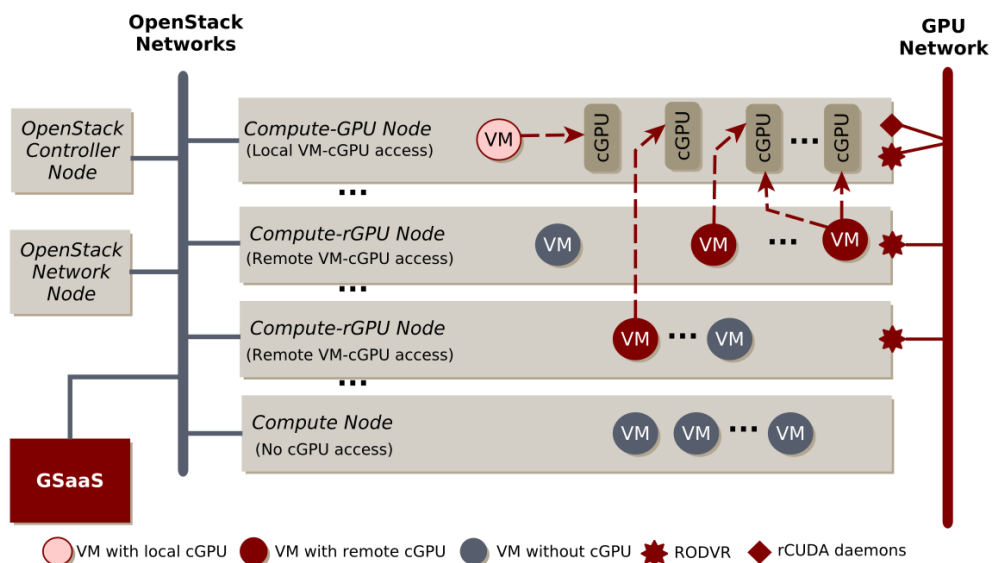 OpenStack
Networks
GPU
Network
OpenStack
Controller
Node
Compute-GPU Node
(Local VM-cGPU access)
VM
cGPU
cGPU
cGPU
...
cGPU
...
OpenStack
Network
Node
Compute-rGPU Node
(Remote VM-cGPU access)
VM
VM
...
VM
...
Compute-rGPU Node
(Remote VM-cGPU access)
VM
...
VM
...
Compute Node
(No cGPU access)
VM
VM
...
VM
GSaaS
VM with local cGPU
VM with remote cGPU
VM without cGPU
RODVR
rCUDA daemons